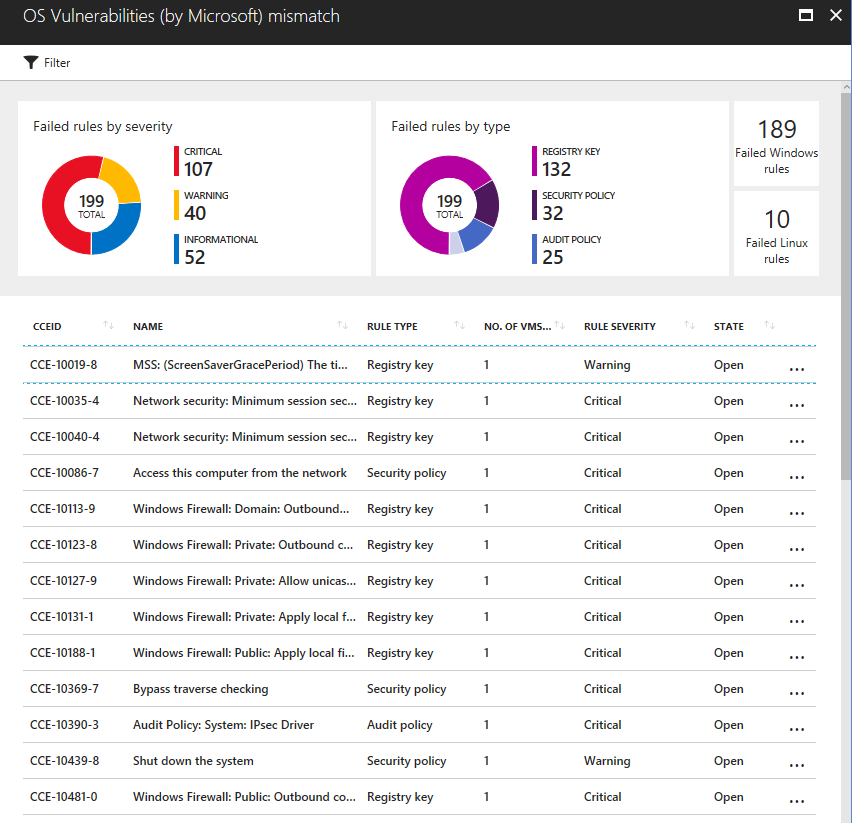 OS Vulnerabilities (by Microsoft) mismatch
Filter
Failed rules by severity
199
TOTAL
CRITICAL
107
WARNING
40
INFORMATIONAL
52
Failed rules by type
199
TOTAL
REGISTRY KEY
132
SECURITY POLICY
32
AUDIT POLICY
25
189
Failed Windows
rules
10
Failed Linux
rules
CCEID NAME RULE TYPE NO. OF VMS... RULE SEVERITY STATE
CCE-10019-8 MSS: (ScreenSaverGracePeriod) The ti... Registry key 1 Warning Open ...
CCE-10035-4 Network security: Minimum session sec... Registry key 1 Critical Open ...
CCE-10040-4 Network security: Minimum session sec... Registry key 1 Critical Open ...
CCE-10086-7 Access this computer from the network Security policy 1 Critical Open ...
CCE-10113-9 Windows Firewall: Domain: Outbound... Registry key 1 Critical Open ...
CCE-10123-8 Windows Firewall: Private: Outbound c... Registry key 1 Critical Open ...
CCE-10127-9 Windows Firewall: Private: Allow unicas... Registry key 1 Critical Open ...
CCE-10131-1 Windows Firewall: Private: Apply local f... Registry key 1 Critical Open ...
CCE-10188-1 Windows Firewall: Public: Apply local fi... Registry key 1 Critical Open ...
CCE-10369-7 Bypass traverse checking Security policy 1 Critical Open ...
CCE-10390-3 Audit Policy: System: IPsec Driver Audit policy 1 Critical Open ...
CCE-10439-8 Shut down the system Security policy 1 Warning Open ...
CCE-10481-0 Windows Firewall: Public: Outbound co... Registry key 1 Critical Open ...